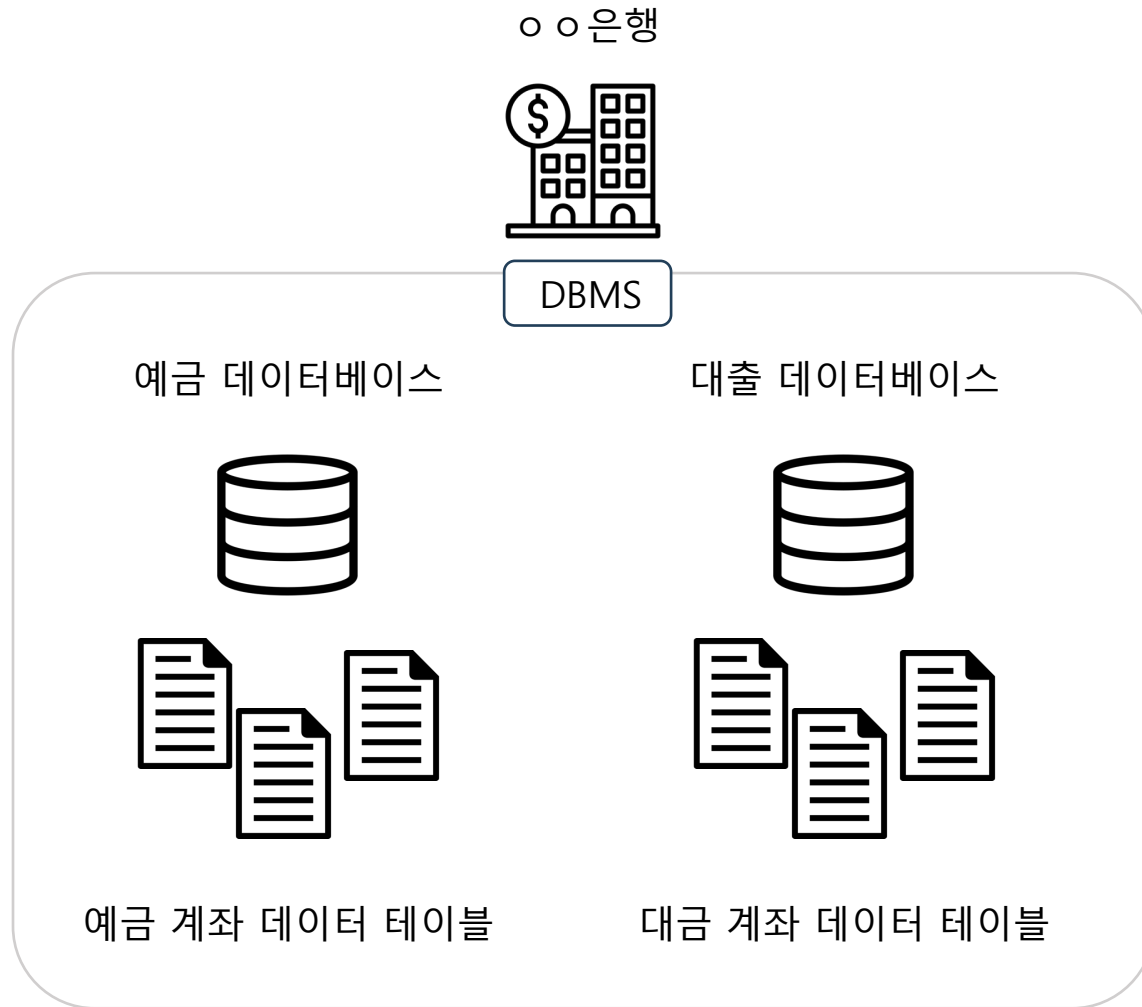 ㅇㅇ은행
$
DBMS
예금 데이터베이스
대출 데이터베이스
예금 계좌 데이터 테이블
대금 계좌 데이터 테이블